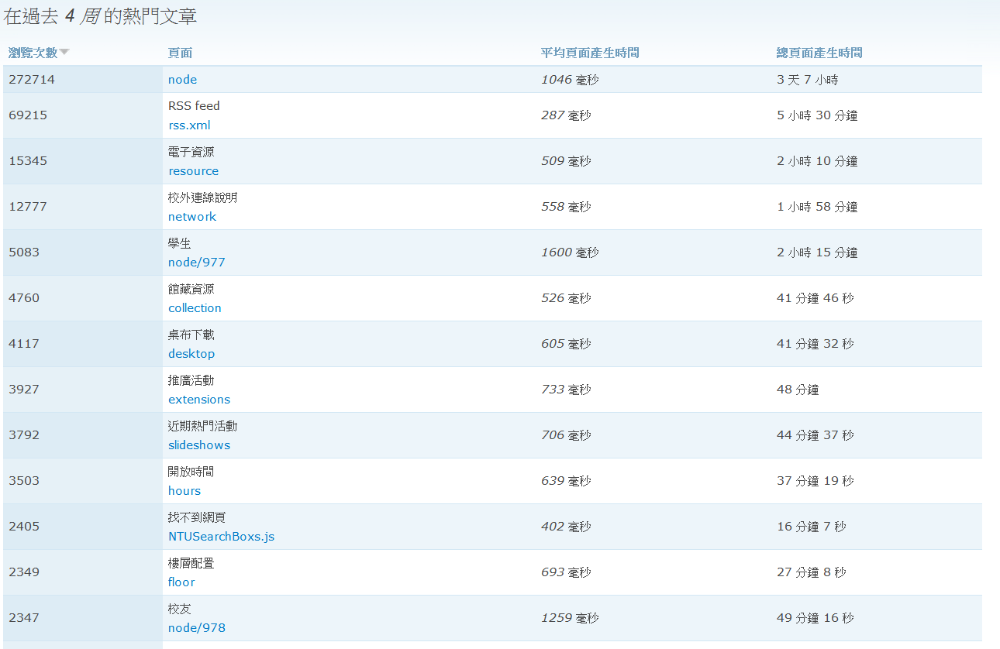 在過去 4 周 的熱門文章
瀏覽次數 頁面 平均頁面產生時間 總頁面產生時間
272714 node 1046 毫秒 3 天 7 小時
RSS feed
69215 rss.xml 287 毫秒 5 小時 30 分鐘
電子資源
15345 resource 509 毫秒 2 小時 10 分鐘
校外連線說明
12777 network 558 毫秒 1 小時 58 分鐘
學生
5083 node/977 1600 毫秒 2 小時 15 分鐘
館藏資源
4760 collection 526 毫秒 41 分鐘 46 秒
桌布下載
4117 desktop 605 毫秒 41 分鐘 32 秒
推廣活動
3927 extensions 733 毫秒 48 分鐘
近期熱門活動
3792 slideshows 706 毫秒 44 分鐘 37 秒
開放時間
3503 hours 639 毫秒 37 分鐘 19 秒
找不到網頁
2405 NTUSearchBoxs.js 402 毫秒 16 分鐘 7 秒
樓層配置
2349 floor 693 毫秒 27 分鐘 8 秒
校友
2347 node/978 1259 毫秒 49 分鐘 16 秒